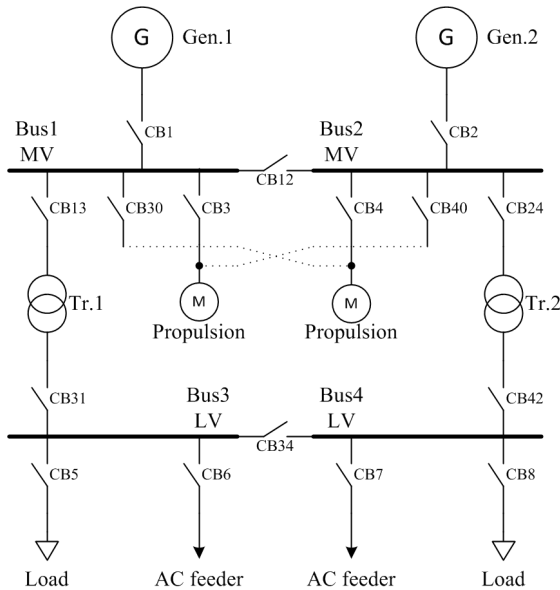 G
Gen.1
G
Gen.2
Bus1
MV
CB1
Bus2
MV
CB2
CB12
CB13
CB30
CB3
CB4
CB40
CB24
Tr.1
M
M
Tr.2
Propulsion
Propulsion
CB31
Bus3
LV
Bus4
LV
CB42
CB34
CB5
CB6
CB7
CB8
Load
AC feeder
AC feeder
Load